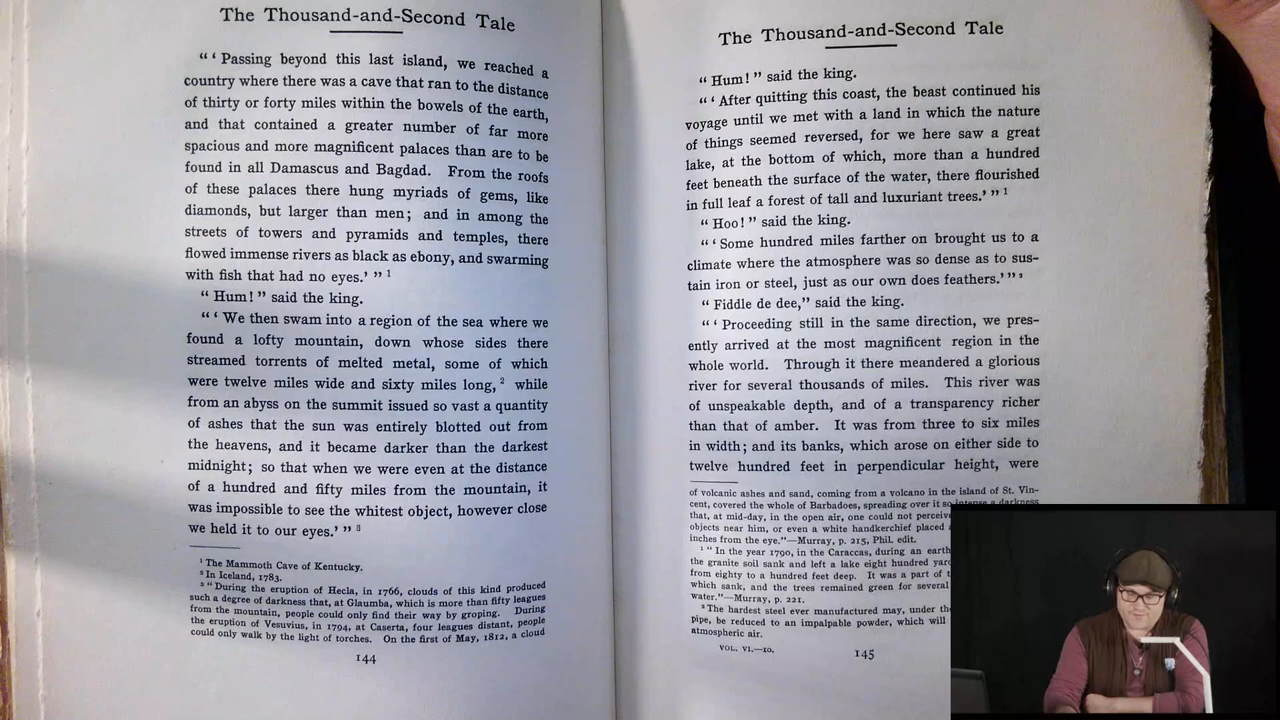 The Thousand-and-Second Tale
“ ‘ Passing beyond this last island, we reached a
country where there was a cave that ran to the distance
of thirty or forty miles within the bowels of the earth,
and that contained a greater number of far more
spacious and more magnificent palaces than are to be
found in all Damascus and Bagdad. From the roofs
of these palaces there hung myriads of gems, like
diamonds, but larger than men; and in among the
streets of towers and pyramids and temples, there
flowed immense rivers as black as ebony, and swarming
with fish that had no eyes.’ ” ¹
“ Hum! ” said the king.
“ ‘ We then swam into a region of the sea where we
found a lofty mountain, down whose sides there
streamed torrents of melted metal, some of which
were twelve miles wide and sixty miles long, ² while
from an abyss on the summit issued so vast a quantity
of ashes that the sun was entirely blotted out from
the heavens, and it became darker than the darkest
midnight; so that when we were even at the distance
of a hundred and fifty miles from the mountain, it
was impossible to see the whitest object, however close
we held it to our eyes.’ ” ³
¹ The Mammoth Cave of Kentucky.
² In Iceland, 1783.
³ “ During the eruption of Hecla, in 1766, clouds of this kind produced
such a degree of darkness that, at Glaumba, which is more than fifty leagues
from the mountain, people could only find their way by groping. During
the eruption of Vesuvius, in 1794, at Caserta, four leagues distant, people
could only walk by the light of torches. On the first of May, 1812, a cloud
144
The Thousand-and-Second Tale
“ Hum! ” said the king.
“ ‘ After quitting this coast, the beast continued his
voyage until we met with a land in which the nature
of things seemed reversed, for we here saw a great
lake, at the bottom of which, more than a hundred
feet beneath the surface of the water, there flourished
in full leaf a forest of tall and luxuriant trees.’ ” ¹
“ Hoo! ” said the king.
“ ‘ Some hundred miles farther on brought us to a
climate where the atmosphere was so dense as to sus-
tain iron or steel, just as our own does feathers.’ ” ²
“ Fiddle de dee,” said the king.
“ ‘ Proceeding still in the same direction, we pres-
ently arrived at the most magnificent region in the
whole world. Through it there meandered a glorious
river for several thousands of miles. This river was
of unspeakable depth, and of a transparency richer
than that of amber. It was from three to six miles
in width; and its banks, which arose on either side to
twelve hundred feet in perpendicular height, were
of volcanic ashes and sand, coming from a volcano in the island of St. Vin-
cent, covered the whole of Barbadoes, spreading over it so intense a darkness
that, at mid-day, in the open air, one could not perceive
objects near him, or even a white handkerchief placed
inches from the eye.”—Murray, p. 215, Phil. edit.
¹ “ In the year 1790, in the Caraccas, during an earth
the granite soil sank and left a lake eight hundred yar
from eighty to a hundred feet deep. It was a part of
which sank, and the trees remained green for several
water.”—Murray, p. 221.
² The hardest steel ever manufactured may, under the
pipe, be reduced to an impalpable powder, which will
atmospheric air.
VOL. VI.—10.
145